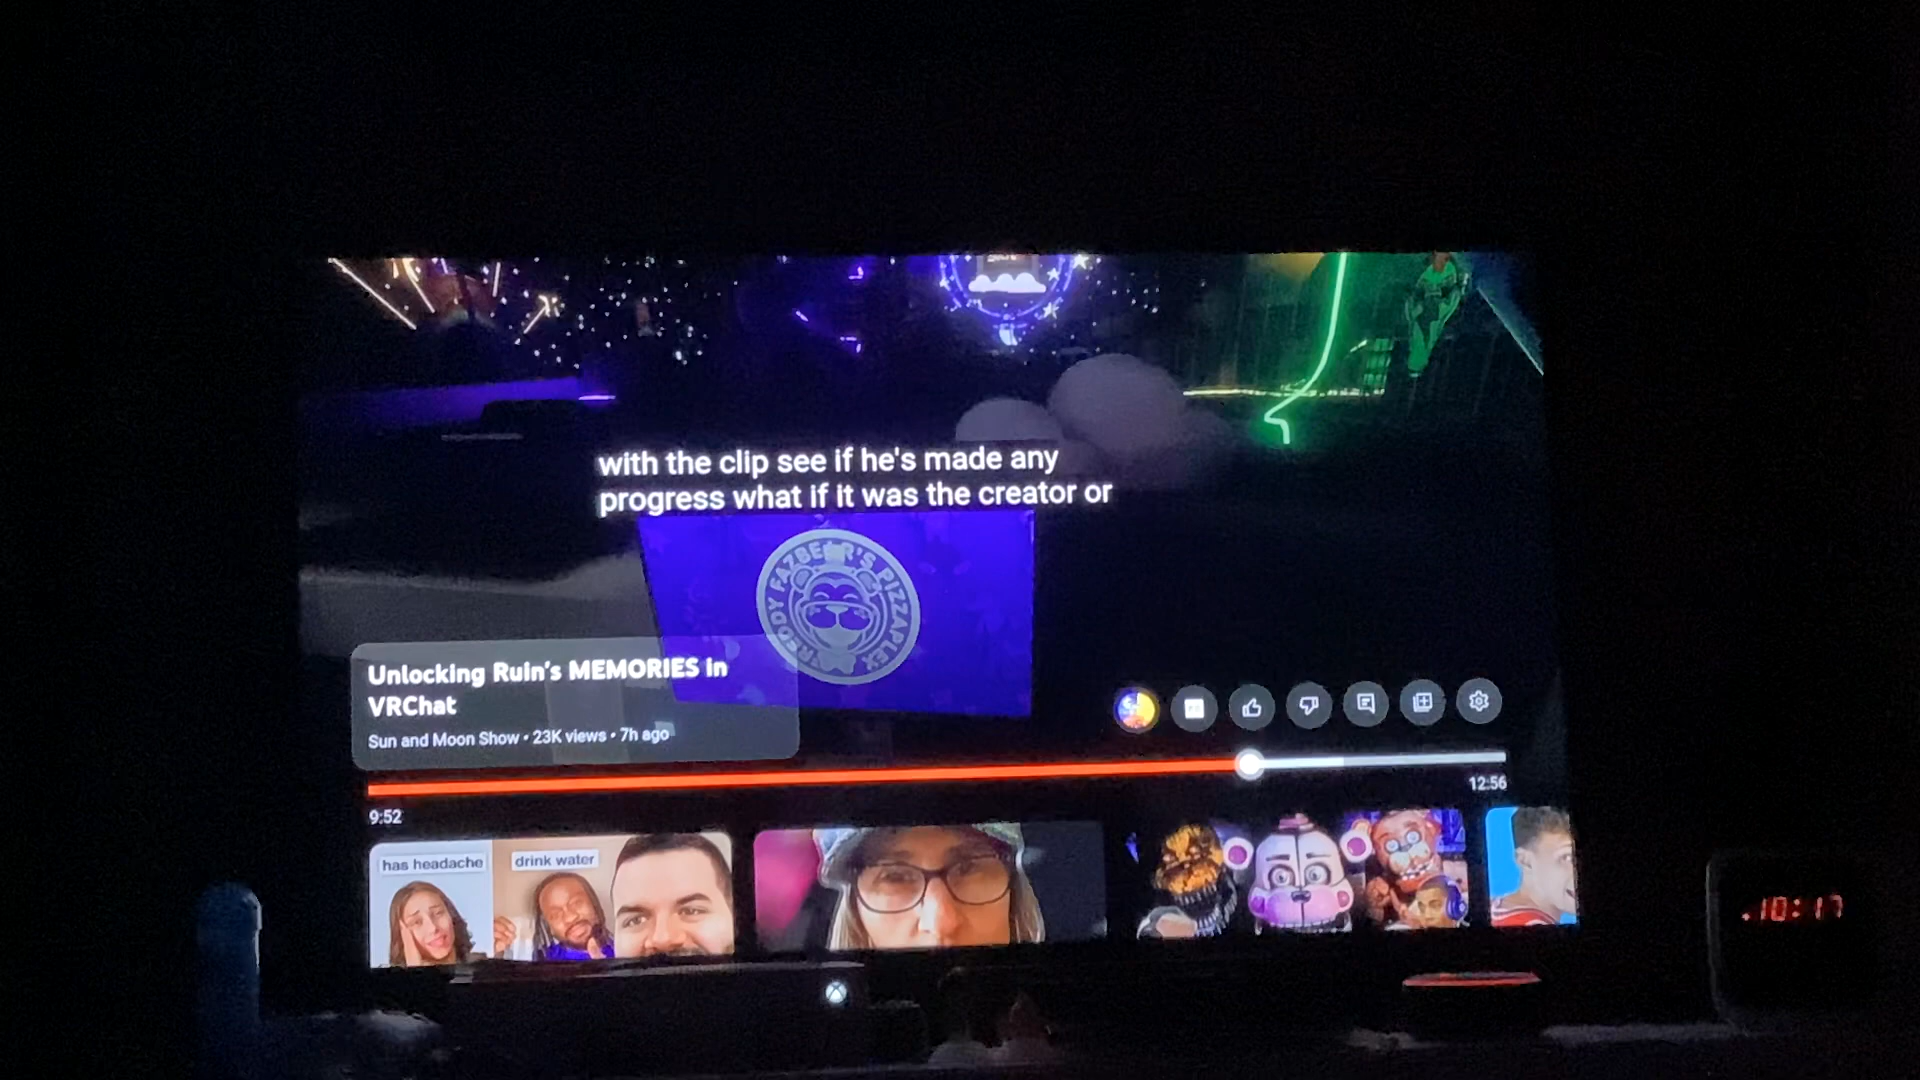 with the clip see if he's made any
progress what if it was the creator or
FREDDY FAZBEAR'S PIZZAPLEX
Unlocking Ruin's MEMORIES in
VRChat
Sun and Moon Show • 23K views • 7h ago
12:56
9:52
has headache
drink water
10:17